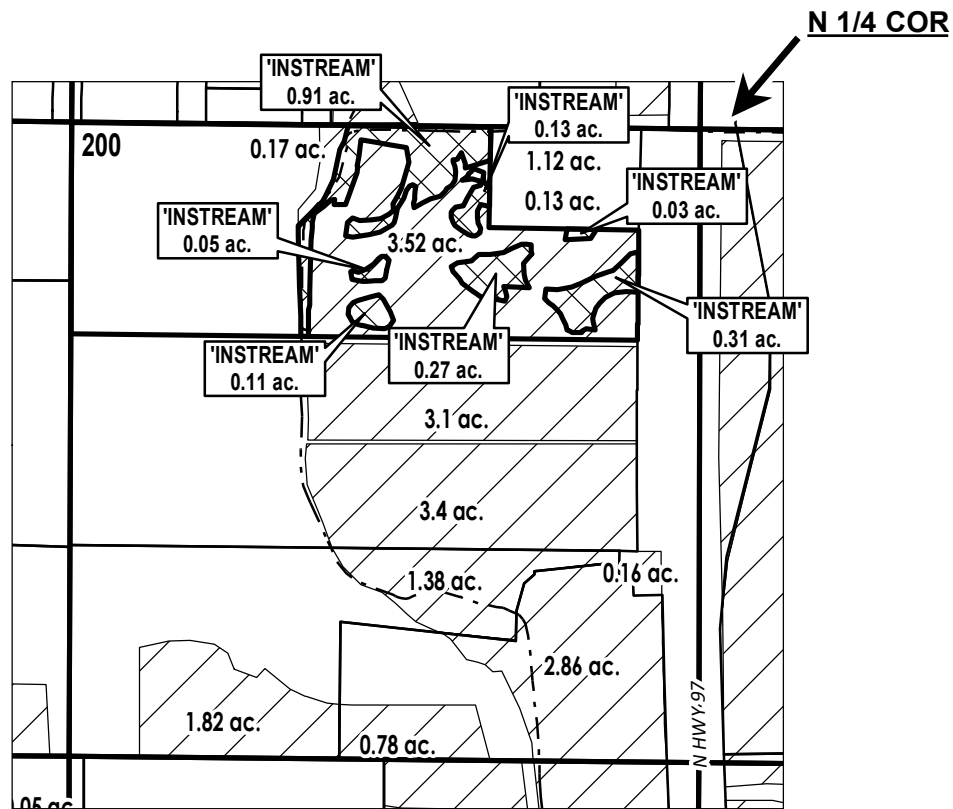 N 1/4 COR
'INSTREAM'
0.91 ac.
'INSTREAM'
0.13 ac.
200
0.17 ac.
1.12 ac.
'INSTREAM'
0.03 ac.
0.13 ac.
'INSTREAM'
0.05 ac.
3.52 ac.
'INSTREAM'
0.31 ac.
'INSTREAM'
0.27 ac.
'INSTREAM'
0.11 ac.
3.1 ac.
3.4 ac.
1.38 ac.
0.16 ac.
2.86 ac.
N HWY 97
1.82 ac.
0.78 ac.